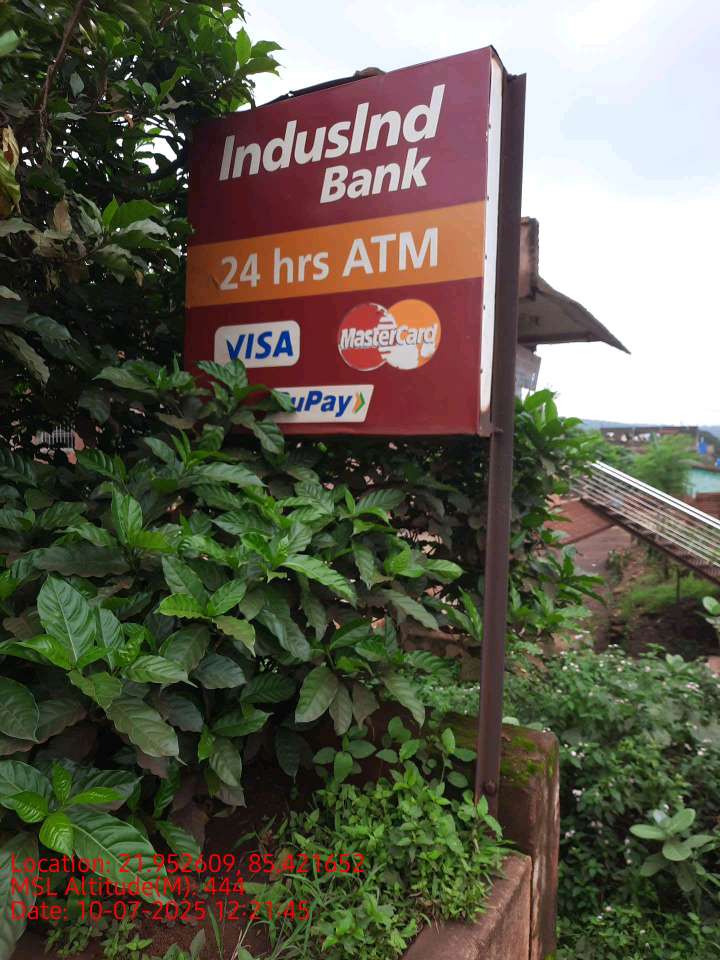 IndusInd
Bank
24 hrs ATM
VISA
MasterCard
uPay
Location: 21.952609, 85.421652
MSL Altitude(M): 444
Date: 10-07-2025 12:21:45